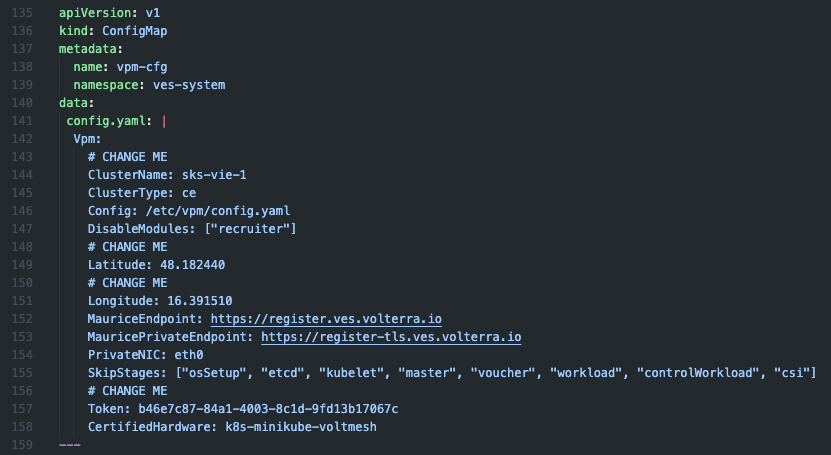 135 apiVersion: v1
136 kind: ConfigMap
137 metadata:
138   name: vpm-cfg
139   namespace: ves-system
140 data:
141  config.yaml: |
142   Vpm:
143     # CHANGE ME
144     ClusterName: sks-vie-1
145     ClusterType: ce
146     Config: /etc/vpm/config.yaml
147     DisableModules: ["recruiter"]
148     # CHANGE ME
149     Latitude: 48.182440
150     # CHANGE ME
151     Longitude: 16.391510
152     MauriceEndpoint: https://register.ves.volterra.io
153     MauricePrivateEndpoint: https://register-tls.ves.volterra.io
154     PrivateNIC: eth0
155     SkipStages: ["osSetup", "etcd", "kubelet", "master", "voucher", "workload", "controlWorkload", "csi"]
156     # CHANGE ME
157     Token: b46e7c87-84a1-4003-8c1d-9fd13b17067c
158     CertifiedHardware: k8s-minikube-voltmesh
159 ---